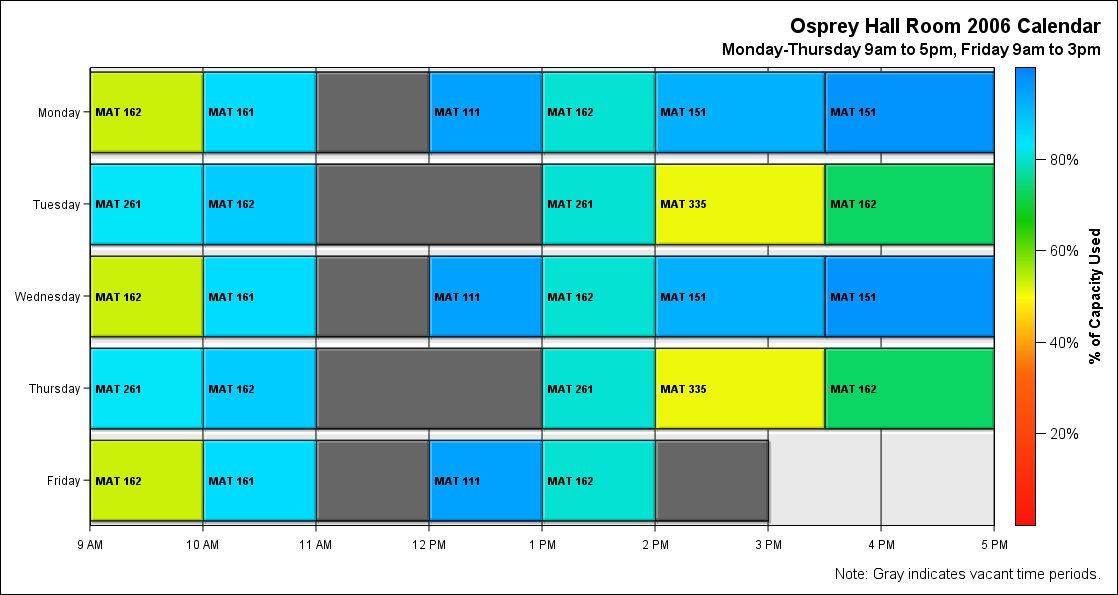 Osprey Hall Room 2006 Calendar
Monday-Thursday 9am to 5pm, Friday 9am to 3pm
Monday MAT 162 MAT 161 MAT 111 MAT 162 MAT 151 MAT 151
80%
Tuesday MAT 261 MAT 162 MAT 261 MAT 335 MAT 162
60%
Wednesday MAT 162 MAT 161 MAT 111 MAT 162 MAT 151 MAT 151
% of Capacity Used
40%
Thursday MAT 261 MAT 162 MAT 261 MAT 335 MAT 162
20%
Friday MAT 162 MAT 161 MAT 111 MAT 162
9 AM 10 AM 11 AM 12 PM 1 PM 2 PM 3 PM 4 PM 5 PM
Note: Gray indicates vacant time periods.